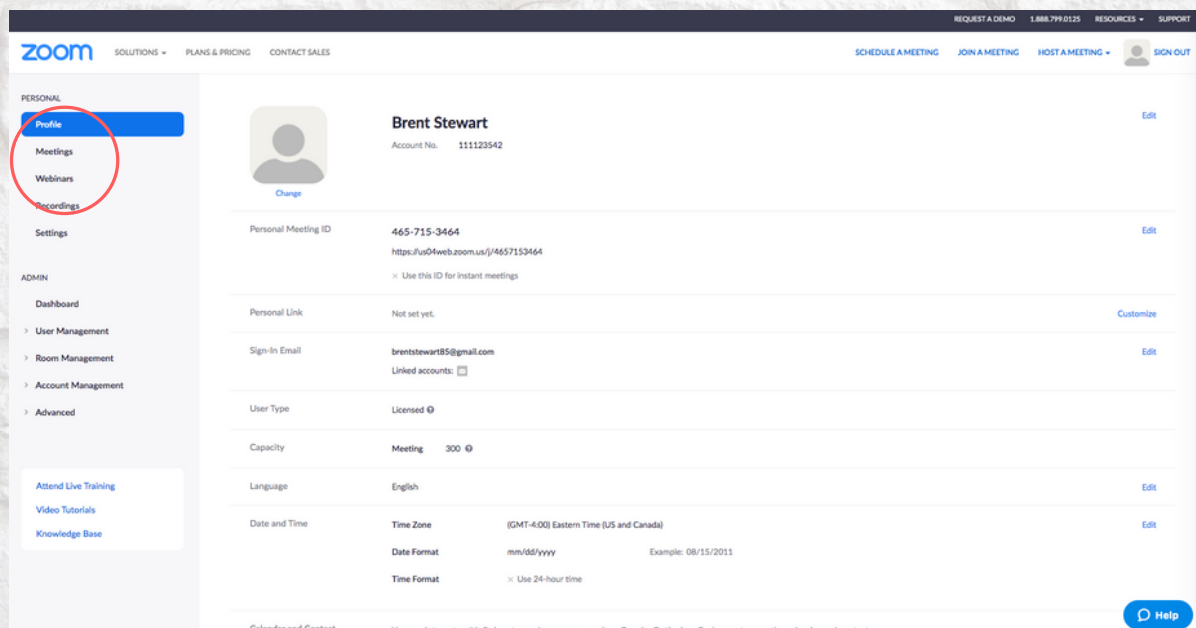 REQUEST A DEMO 1.888.799.0125 RESOURCES SUPPORT
zoom SOLUTIONS PLANS & PRICING CONTACT SALES SCHEDULE A MEETING JOIN A MEETING HOST A MEETING SIGN OUT
PERSONAL
Profile
Meetings
Webinars
Recordings
Settings
ADMIN
Dashboard
User Management
Room Management
Account Management
Advanced
Attend Live Training
Video Tutorials
Knowledge Base
Change
Brent Stewart Edit
Account No. 111123542
Personal Meeting ID 465-715-3464 Edit
https://us04web.zoom.us/j/4657153464
× Use this ID for instant meetings
Personal Link Not set yet. Customize
Sign-In Email brentstewart85@gmail.com Edit
Linked accounts:
User Type Licensed
Capacity Meeting 300
Language English Edit
Date and Time Time Zone (GMT-4:00) Eastern Time (US and Canada) Edit
Date Format mm/dd/yyyy Example: 08/15/2011
Time Format × Use 24-hour time
Help